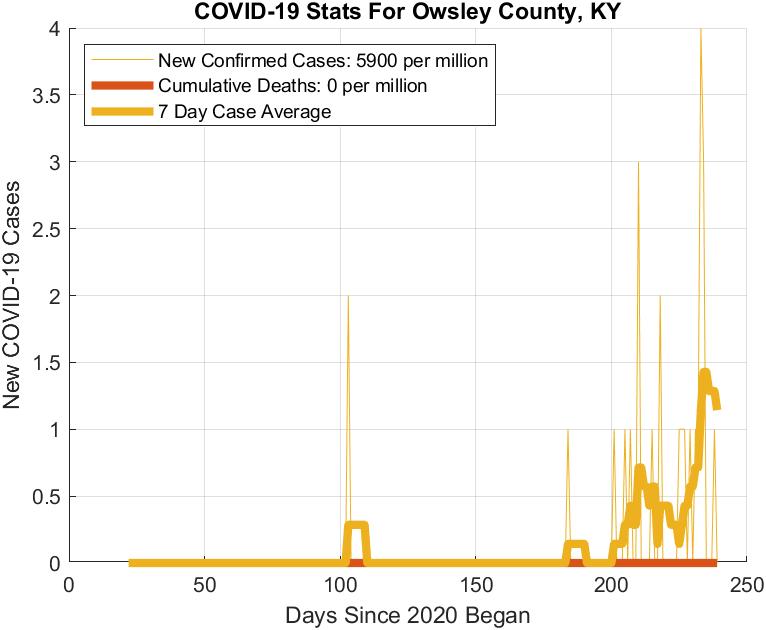 COVID-19 Stats For Owsley County, KY
New Confirmed Cases: 5900 per million
Cumulative Deaths: 0 per million
7 Day Case Average
New COVID-19 Cases
4
3.5
3
2.5
2
1.5
1
0.5
0
0 50 100 150 200 250
Days Since 2020 Began